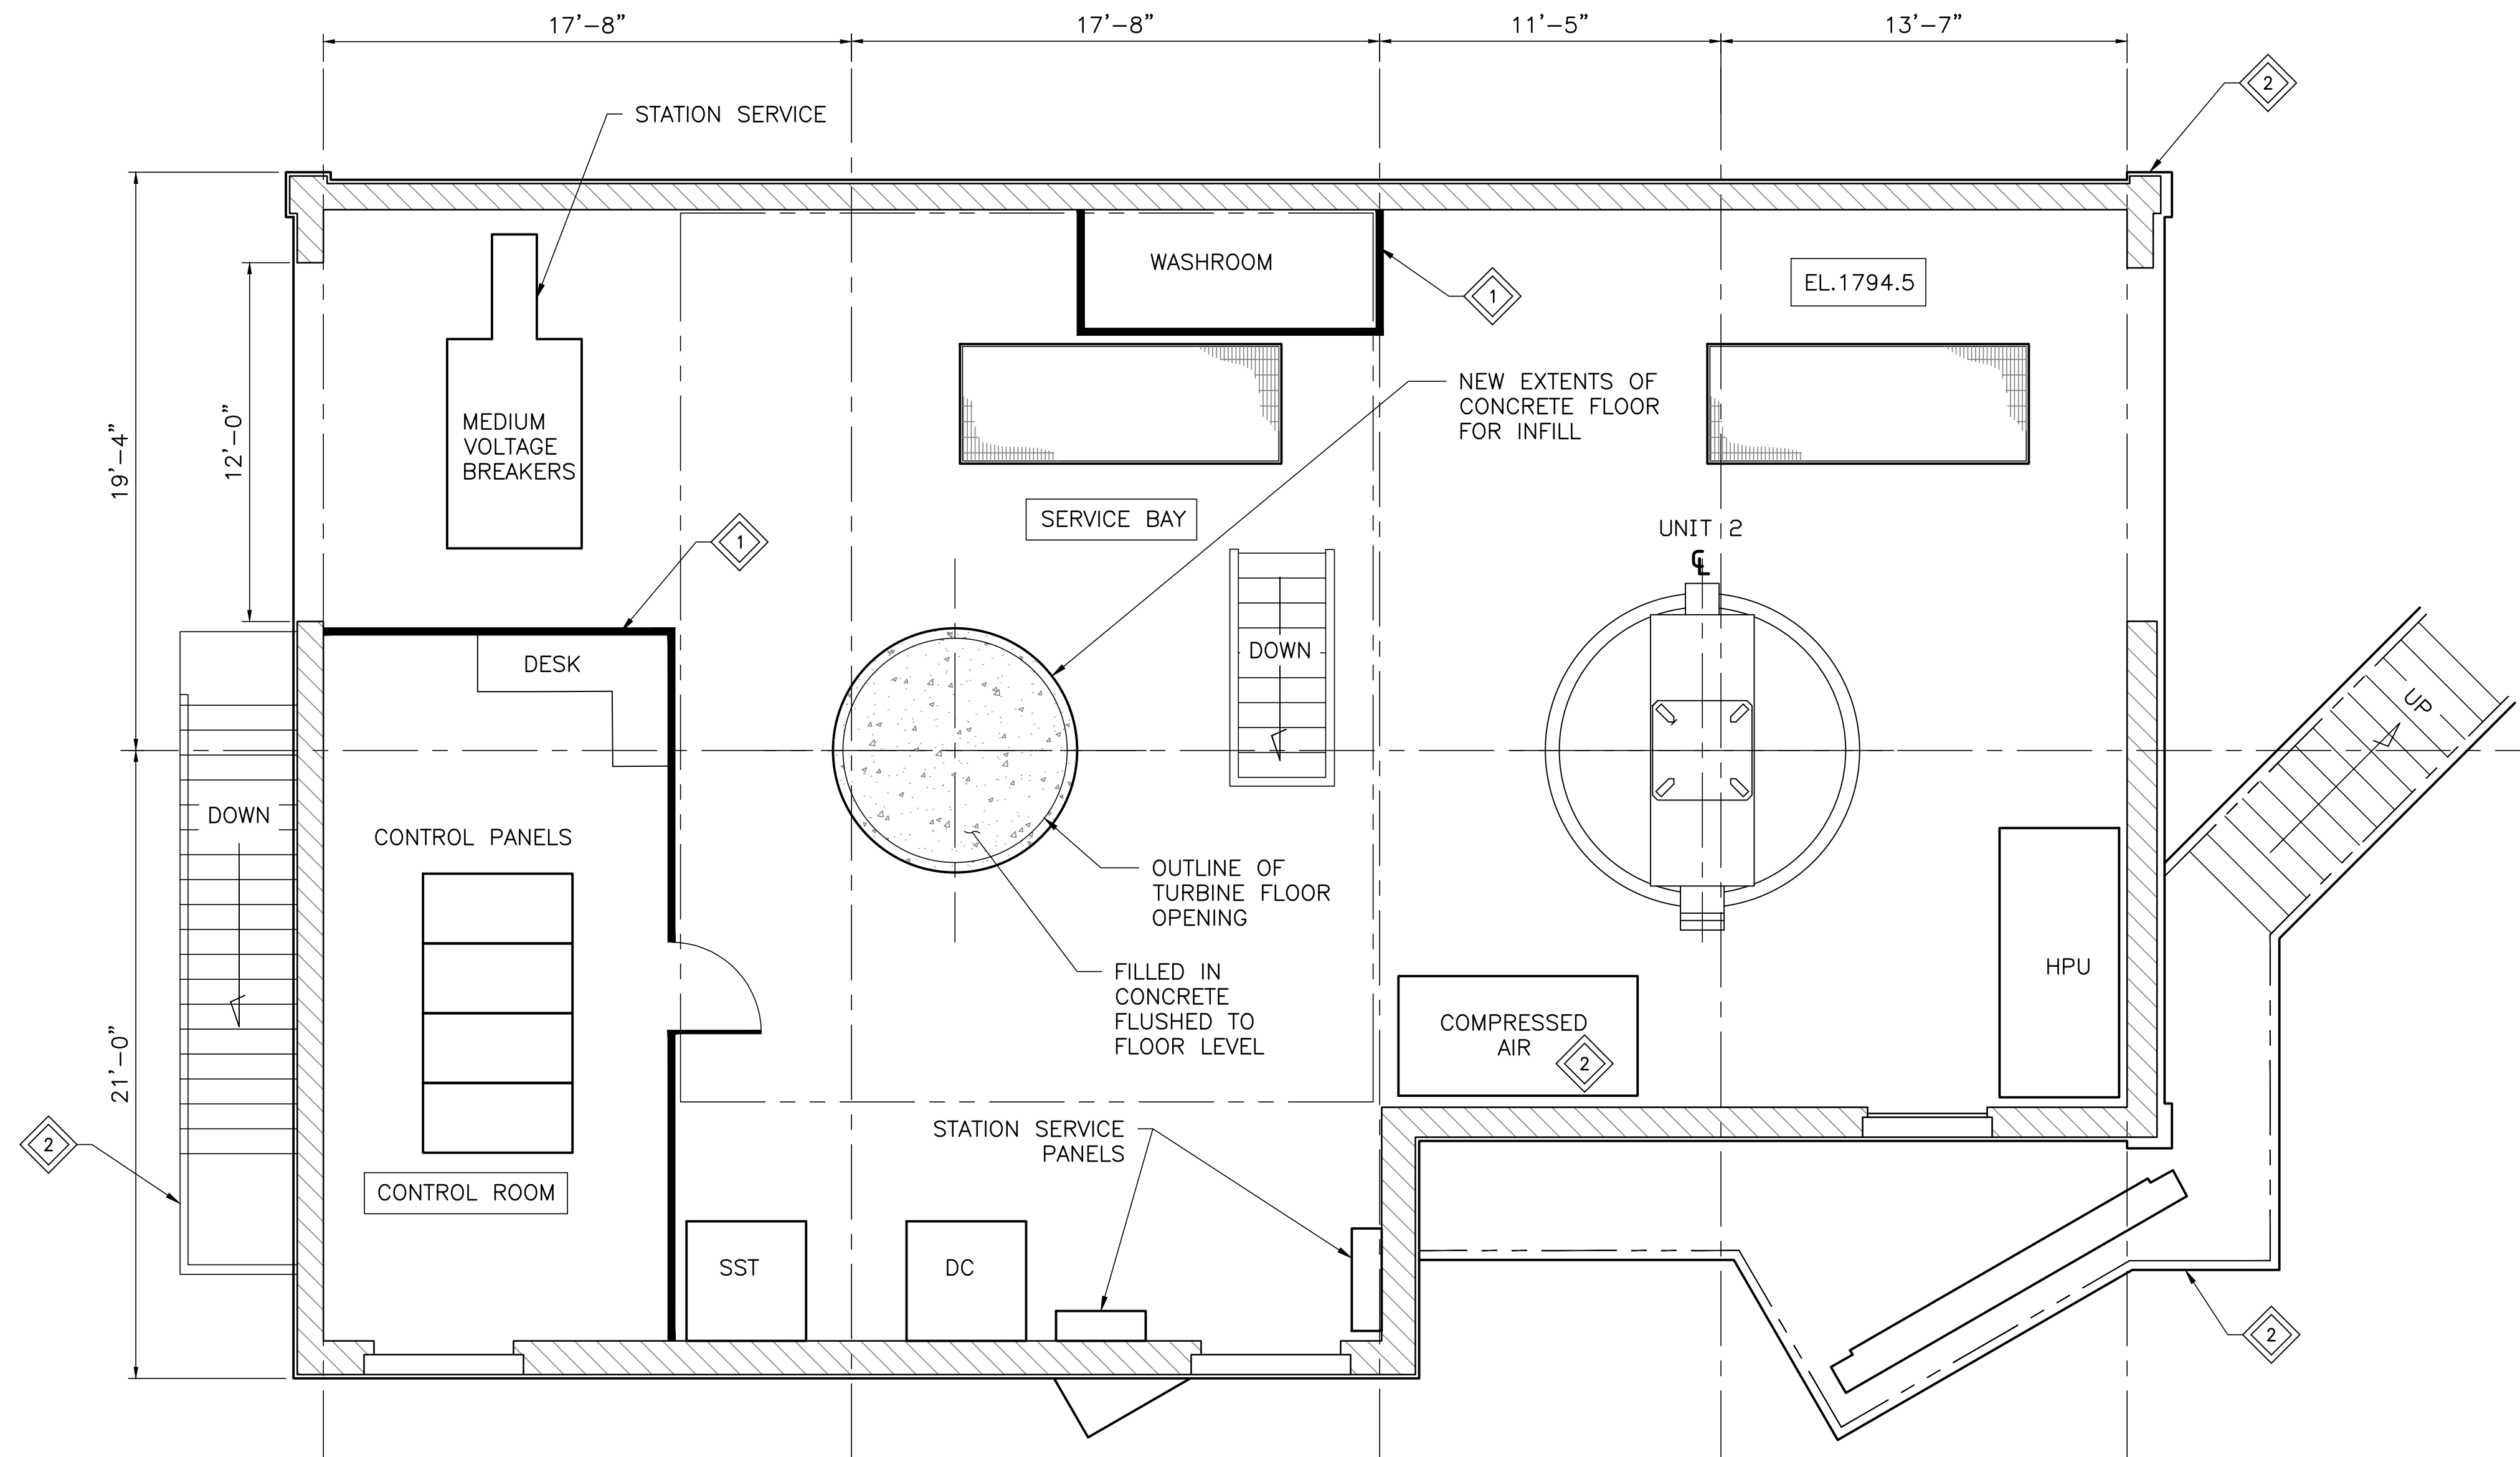 17'-8"
17'-8"
11'-5"
13'-7"
2
STATION SERVICE
WASHROOM
1
EL.1794.5
NEW EXTENTS OF
CONCRETE FLOOR
FOR INFILL
MEDIUM
VOLTAGE
BREAKERS
19'-4"
12'-0"
SERVICE BAY
UNIT 2
CL
1
DESK
DOWN
UP
DOWN
CONTROL PANELS
OUTLINE OF
TURBINE FLOOR
OPENING
FILLED IN
CONCRETE
FLUSHED TO
FLOOR LEVEL
HPU
COMPRESSED
AIR
2
21'-0"
STATION SERVICE
PANELS
2
CONTROL ROOM
SST
DC
2